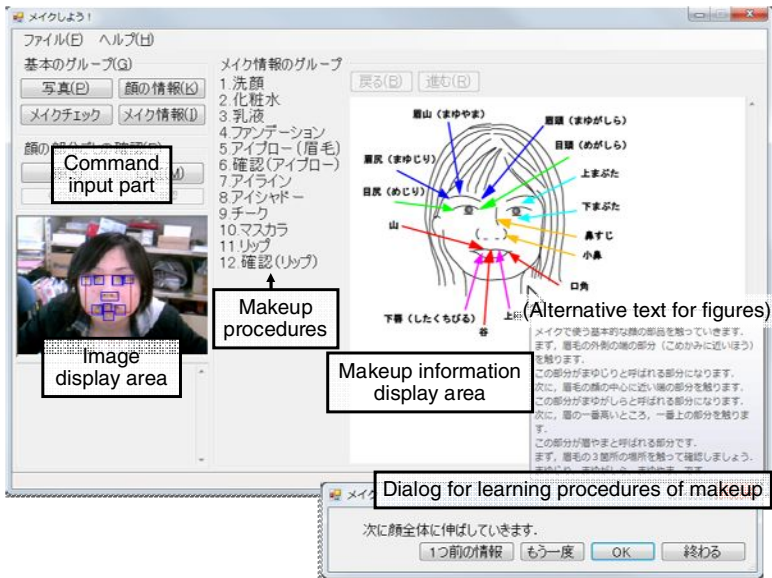 メイクしよう!
ファイル(F) ヘルプ(H)
基本のグループ(G)
写真(P) 顔の情報(K)
メイクチェック メイク情報(I)
Command
input part
メイク情報のグループ
1.洗顔
2.化粧水
3.乳液
4.ファンデーション
5.アイブロー(眉毛)
6.確認(アイブロー)
7.アイライン
8.アイシャドー
9.チーク
10.マスカラ
11.リップ
12.確認(リップ)
Makeup
procedures
Image
display area
戻る(B) 進む(R)
眉山(まゆやま)
眉頭(まゆがしら)
眉尻(まゆじり)
目頭(めがしら)
目尻(めじり)
上まぶた
下まぶた
山
鼻すじ
小鼻
口角
下唇(したくちびる)
谷
上
(Alternative text for figures)
Makeup information
display area
メイクで使う基本的な顔の部品を触っていきます.
まず,眉毛の外側の端の部分(こめかみに近いほう)
を触ります.
この部分がまゆじりと呼ばれる部分になります.
次に,眉毛の顔の中心に近い端の部分を触ります.
この部分がまゆがしらと呼ばれる部分になります.
次に,眉の一番高いところ,一番上の部分を触りま
す.
この部分が眉やまと呼ばれる部分です.
まず,眉毛の3箇所の場所を触って確認しましょう.
まゆじり,まゆがしら,まゆやま,です.
メイク
Dialog for learning procedures of makeup
次に顔全体に伸ばしていきます.
1つ前の情報 もう一度 OK 終わる